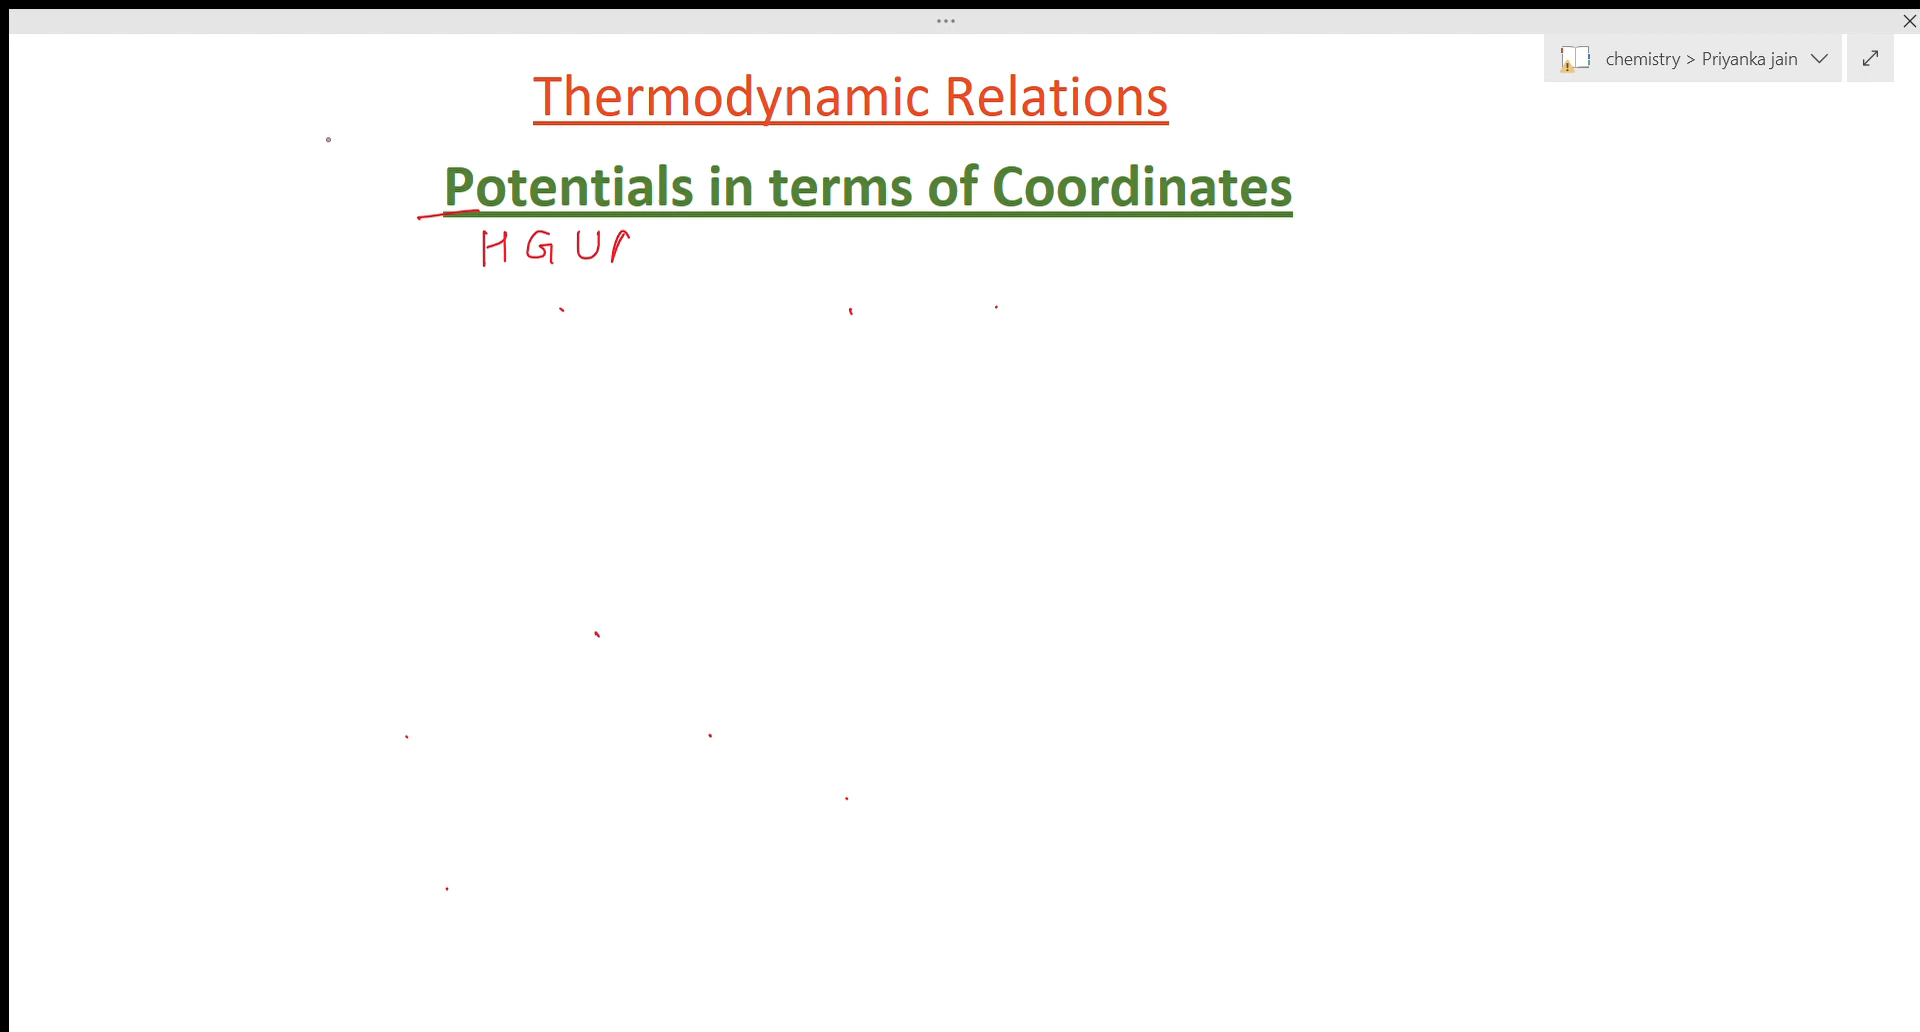 chemistry > Priyanka jain
Thermodynamic Relations
Potentials in terms of Coordinates
H G U